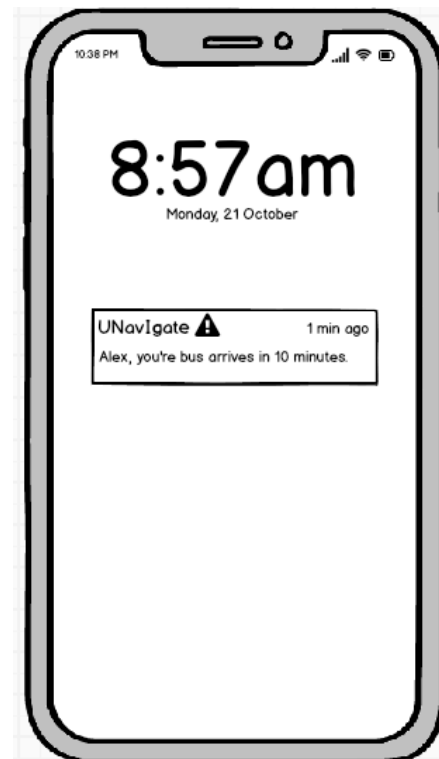 10:38 PM
8:57am
Monday, 21 October
UNavIgate 1 min ago
Alex, you're bus arrives in 10 minutes.